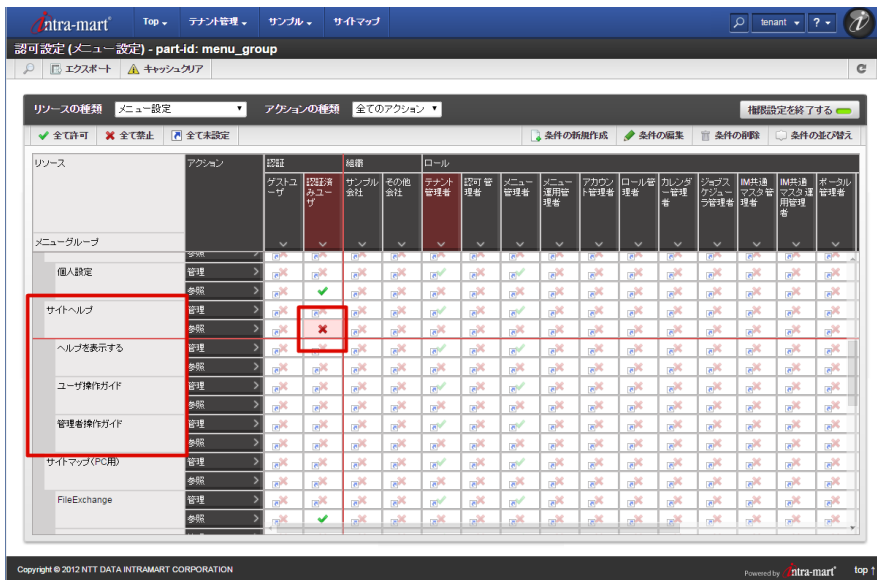 intra-mart® Top テナント管理 サンプル サイトマップ tenant ?
認可設定 (メニュー設定) - part-id: menu_group
エクスポート キャッシュクリア
リソースの種類 メニュー設定 アクションの種類 全てのアクション 権限設定を終了する
全て許可 全て禁止 全て未設定 条件の新規作成 条件の編集 条件の削除 条件の並び替え
リソース アクション 認証 組織 ロール
ゲストユーザ 認証済みユーザ サンプル会社 その他会社 テナント管理者 認可管理者 メニュー管理者 メニュー運用管理者 アカウント管理者 ロール管理者 カレンダー管理者 ジョブスケジューラ管理者 IM共通マスタ管理者 IM共通マスタ運用管理者 ポータル管理者
メニューグループ
参照
個人設定 管理
参照
サイトヘルプ 管理
参照
ヘルプを表示する 管理
参照
ユーザ操作ガイド 管理
参照
管理者操作ガイド 管理
参照
サイトマップ(PC用) 管理
参照
FileExchange 管理
参照
Copyright © 2012 NTT DATA INTRAMART CORPORATION Powered by intra-mart® top ↑